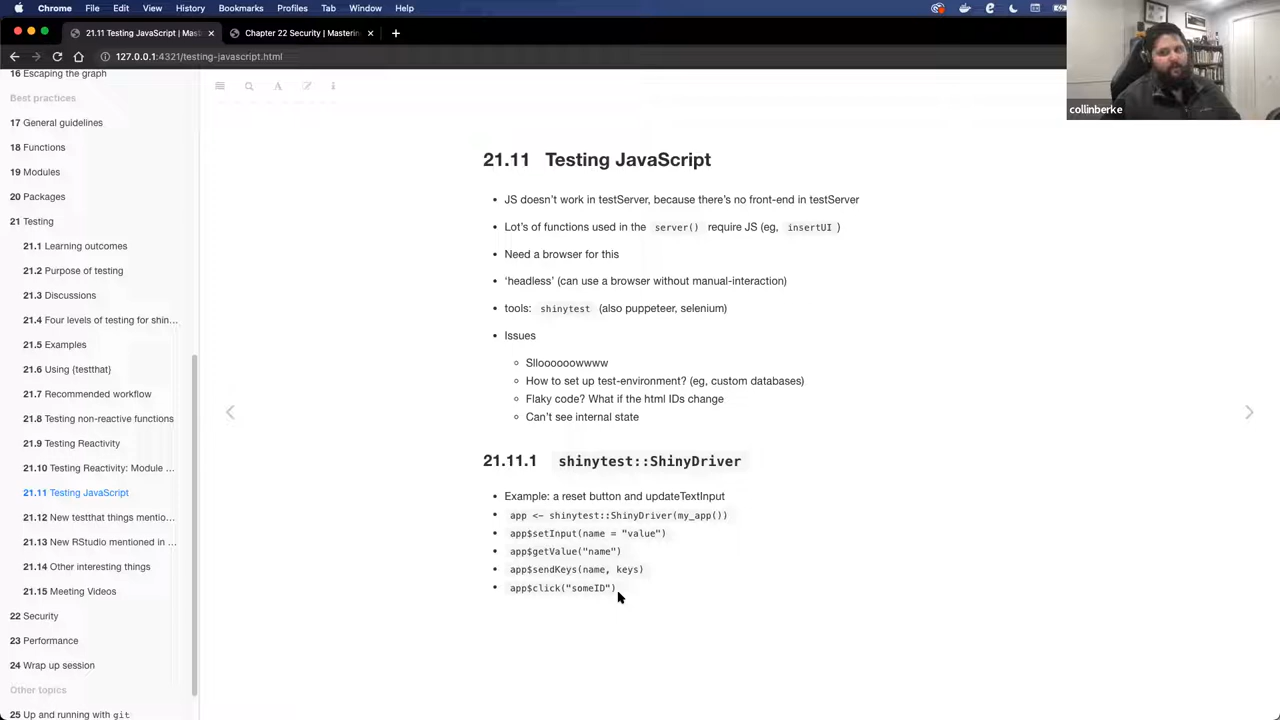 Chrome File Edit View History Bookmarks Profiles Tab Window Help
21.11 Testing JavaScript | Mast
Chapter 22 Security | Mastering
127.0.0.1:4321/testing-javascript.html
collinberke
16 Escaping the graph
Best practices
17 General guidelines
18 Functions
19 Modules
20 Packages
21 Testing
21.1 Learning outcomes
21.2 Purpose of testing
21.3 Discussions
21.4 Four levels of testing for shin…
21.5 Examples
21.6 Using {testthat}
21.7 Recommended workflow
21.8 Testing non-reactive functions
21.9 Testing Reactivity
21.10 Testing Reactivity: Module …
21.11 Testing JavaScript
21.12 New testthat things mentio…
21.13 New RStudio mentioned in …
21.14 Other interesting things
21.15 Meeting Videos
22 Security
23 Performance
24 Wrap up session
Other topics
25 Up and running with git
21.11 Testing JavaScript
• JS doesn't work in testServer, because there's no front-end in testServer
• Lot's of functions used in the server() require JS (eg, insertUI )
• Need a browser for this
• 'headless' (can use a browser without manual-interaction)
• tools: shinytest (also puppeteer, selenium)
• Issues
Slloooooowwww
How to set up test-environment? (eg, custom databases)
Flaky code? What if the html IDs change
Can't see internal state
21.11.1 shinytest::ShinyDriver
• Example: a reset button and updateTextInput
• app <- shinytest::ShinyDriver(my_app())
• app$setInput(name = "value")
• app$getValue("name")
• app$sendKeys(name, keys)
• app$click("someID")